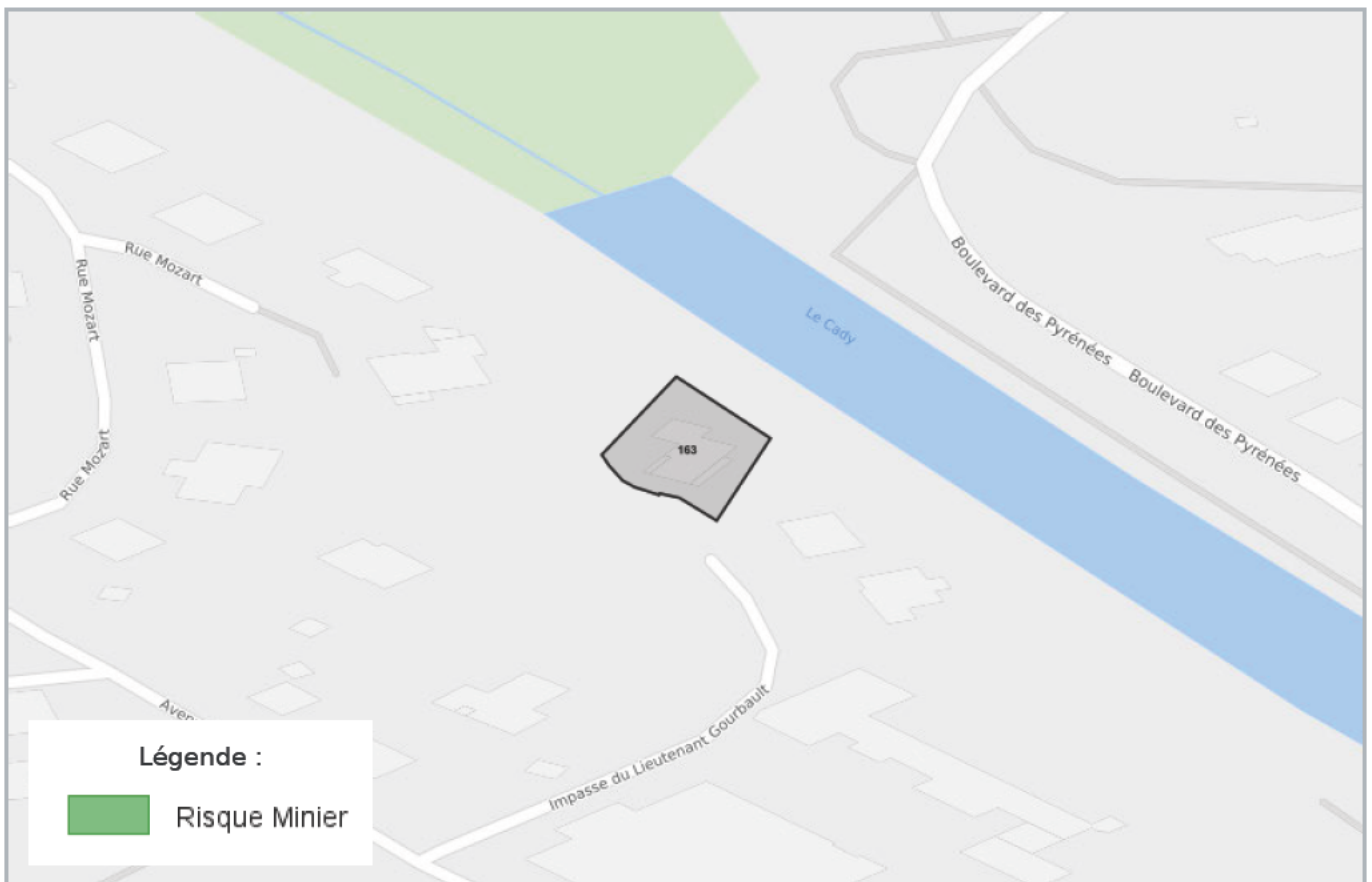 Rue Mozart
Rue Mozart
Rue Mozart
Le Cady
Boulevard des Pyrénées
Boulevard des Pyrénées
163
Impasse du Lieutenant Gourbault
Légende :
Risque Minier